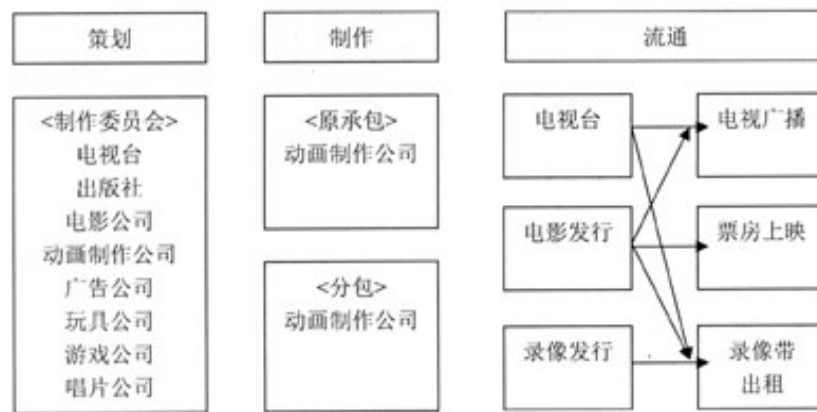 策划
<制作委员会>
电视台
出版社
电影公司
动画制作公司
广告公司
玩具公司
游戏公司
唱片公司
制作
<原承包>
动画制作公司
<分包>
动画制作公司
流通
电视台
电视广播
电影发行
票房上映
录像发行
录像带
出租